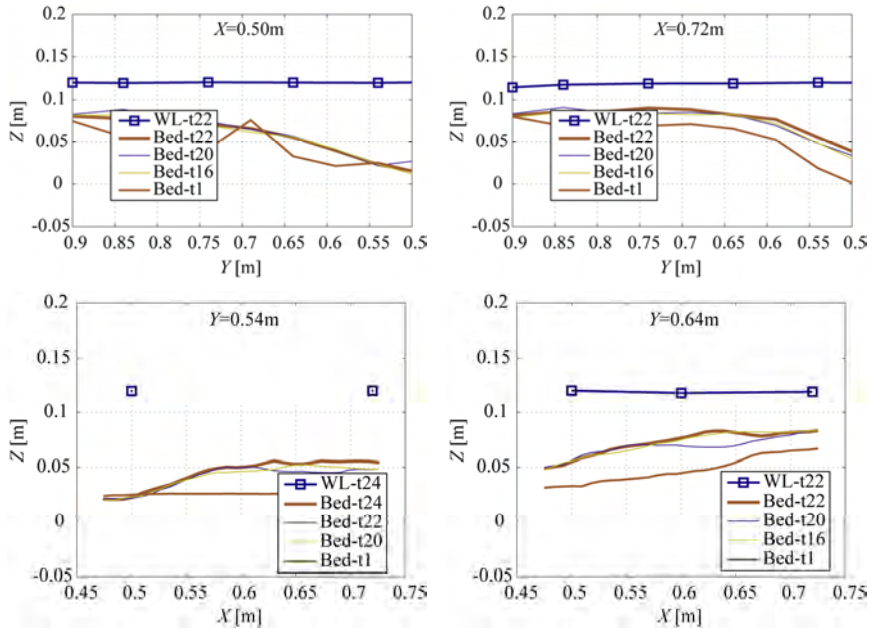 X=0.50m
0.2
0.15
0.1
0.05
0
-0.05
Z [m]
WL-t22
Bed-t22
Bed-t20
Bed-t16
Bed-t1
0.9 0.85 0.8 0.75 0.7 0.65 0.6 0.55 0.5
Y [m]
X=0.72m
0.2
0.15
0.1
0.05
0
-0.05
Z [m]
WL-t22
Bed-t22
Bed-t20
Bed-t16
Bed-t1
0.9 0.85 0.8 0.75 0.7 0.65 0.6 0.55 0.5
Y [m]
Y=0.54m
0.2
0.15
0.1
0.05
0
-0.05
Z [m]
WL-t24
Bed-t24
Bed-t22
Bed-t20
Bed-t1
0.45 0.5 0.55 0.6 0.65 0.7 0.75
X [m]
Y=0.64m
0.2
0.15
0.1
0.05
0
-0.05
Z [m]
WL-t22
Bed-t22
Bed-t20
Bed-t16
Bed-t1
0.45 0.5 0.55 0.6 0.65 0.7 0.75
X [m]